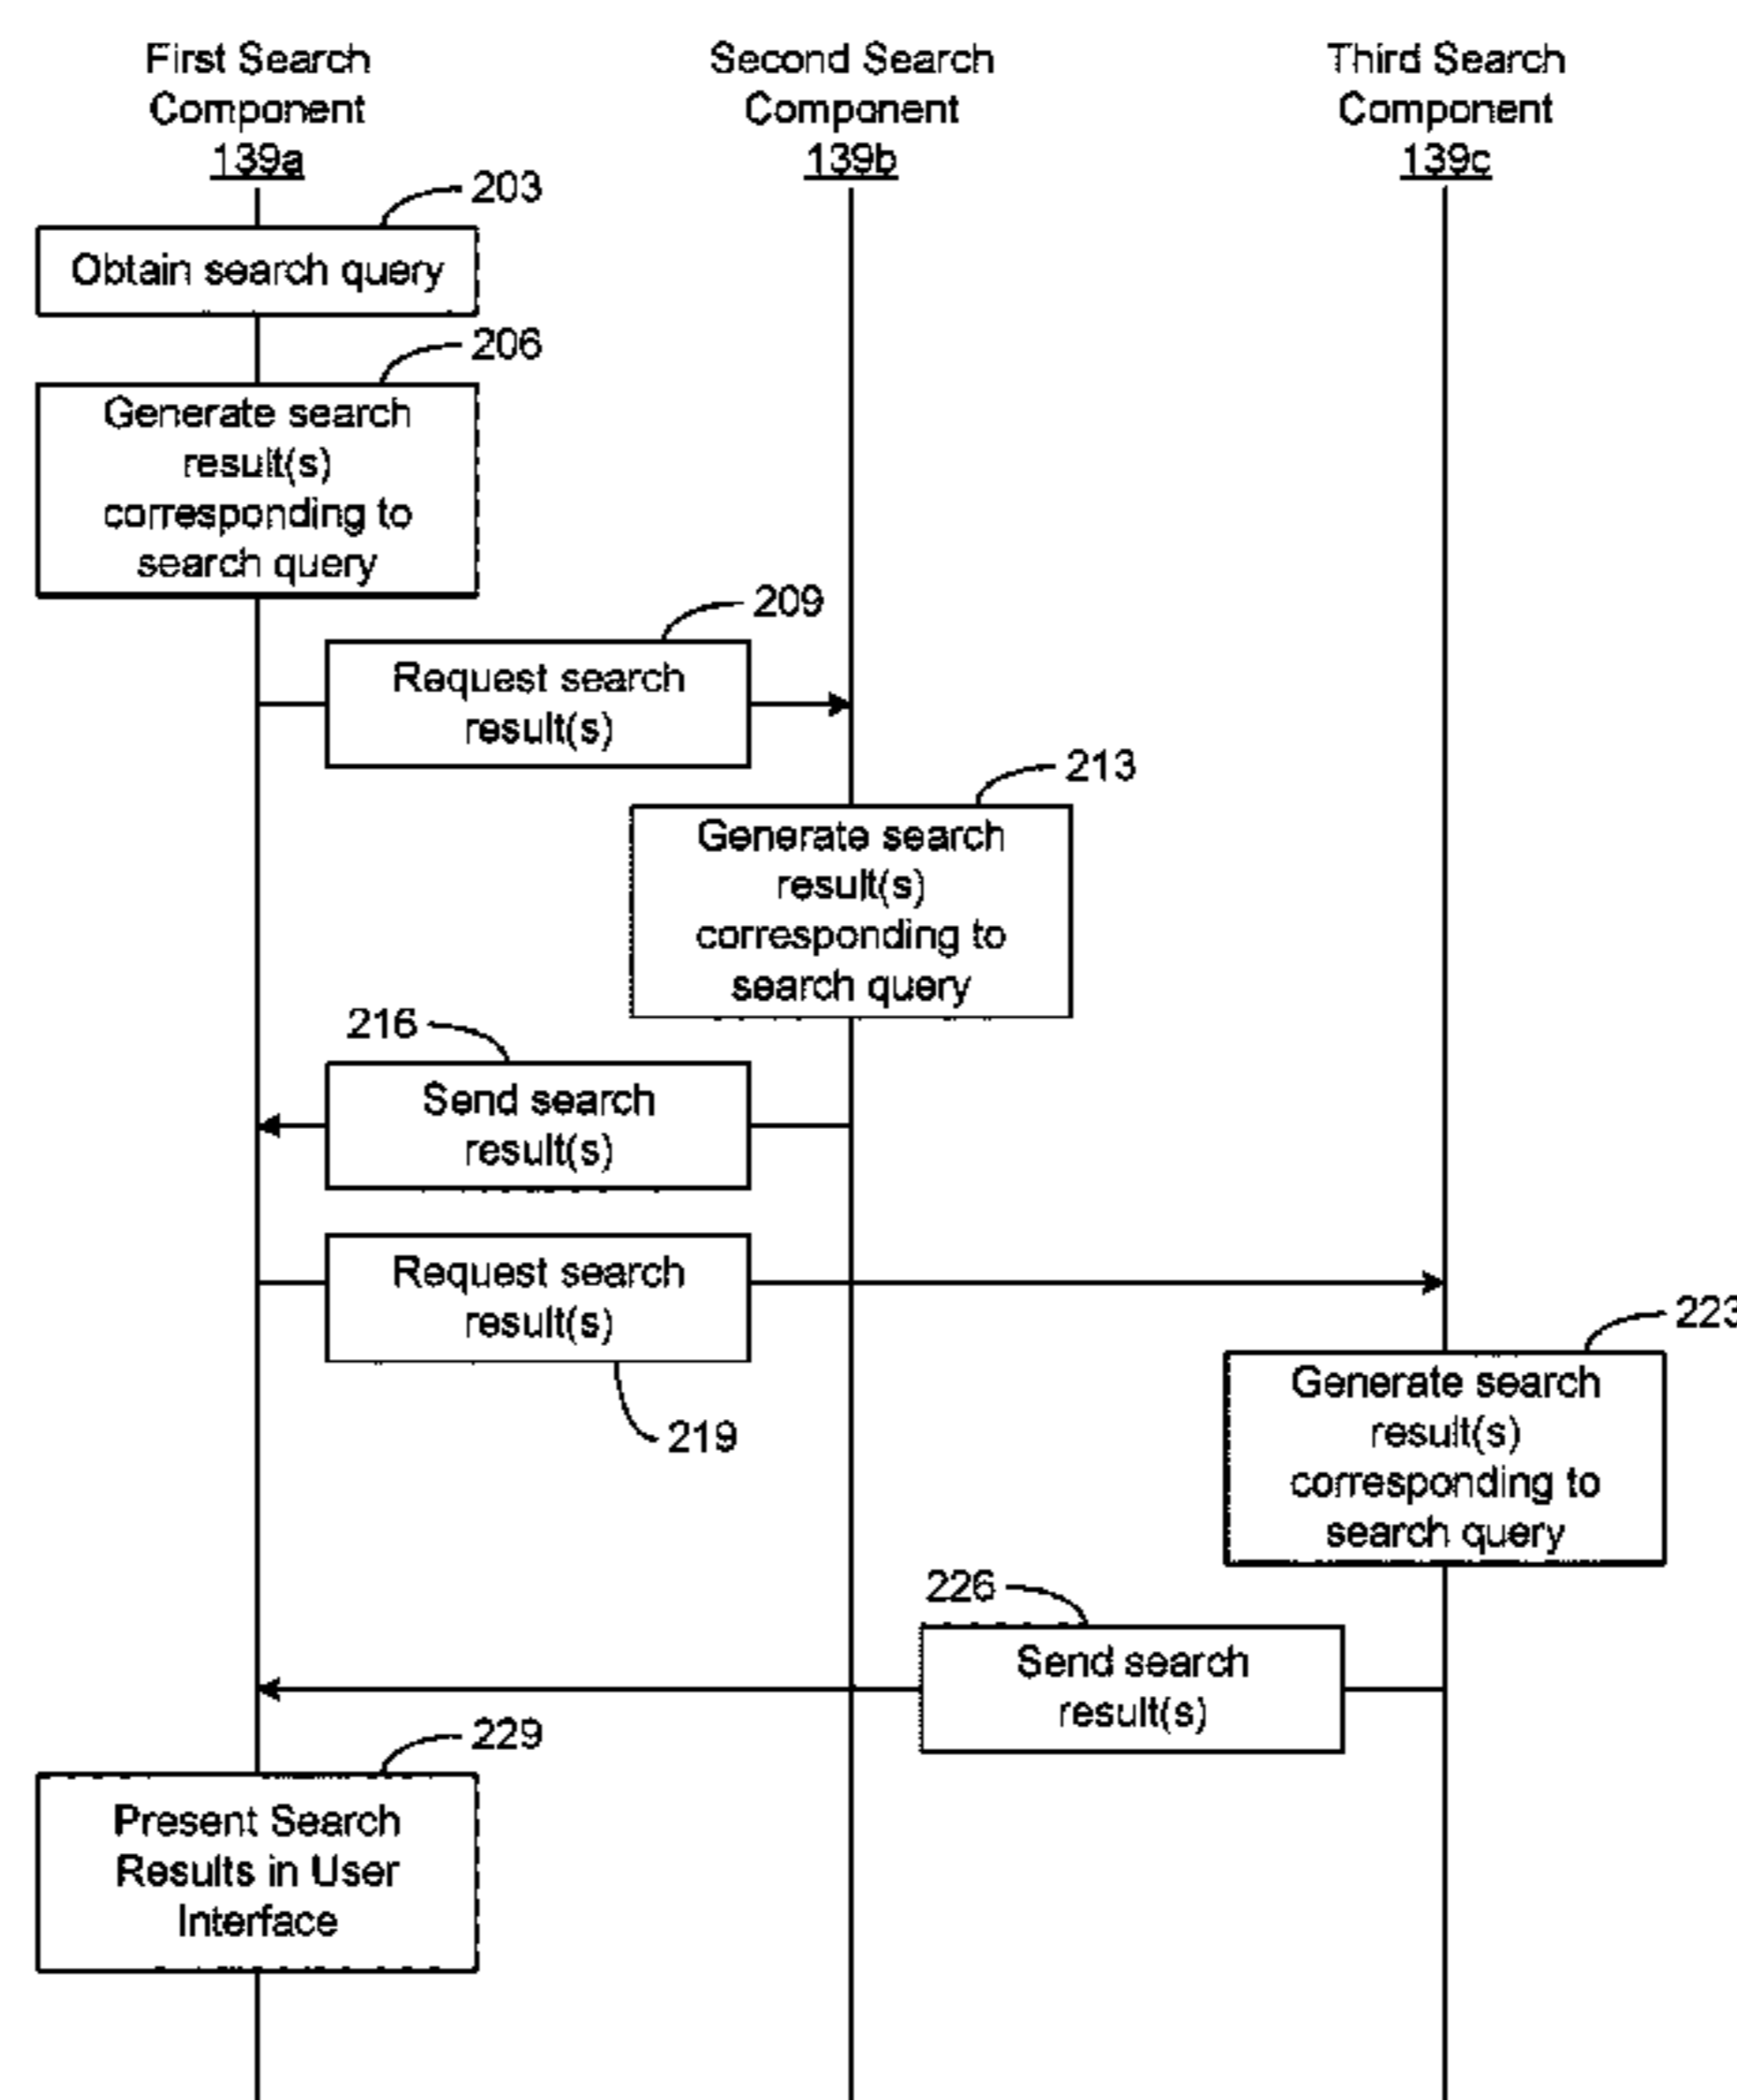 First Search
Component
139a
Second Search
Component
139b
Third Search
Component
139c
203
Obtain search query
206
Generate search
result(s)
corresponding to
search query
209
Request search
result(s)
213
Generate search
result(s)
corresponding to
search query
216
Send search
result(s)
Request search
result(s)
219
223
Generate search
result(s)
corresponding to
search query
226
Send search
result(s)
229
Present Search
Results in User
Interface